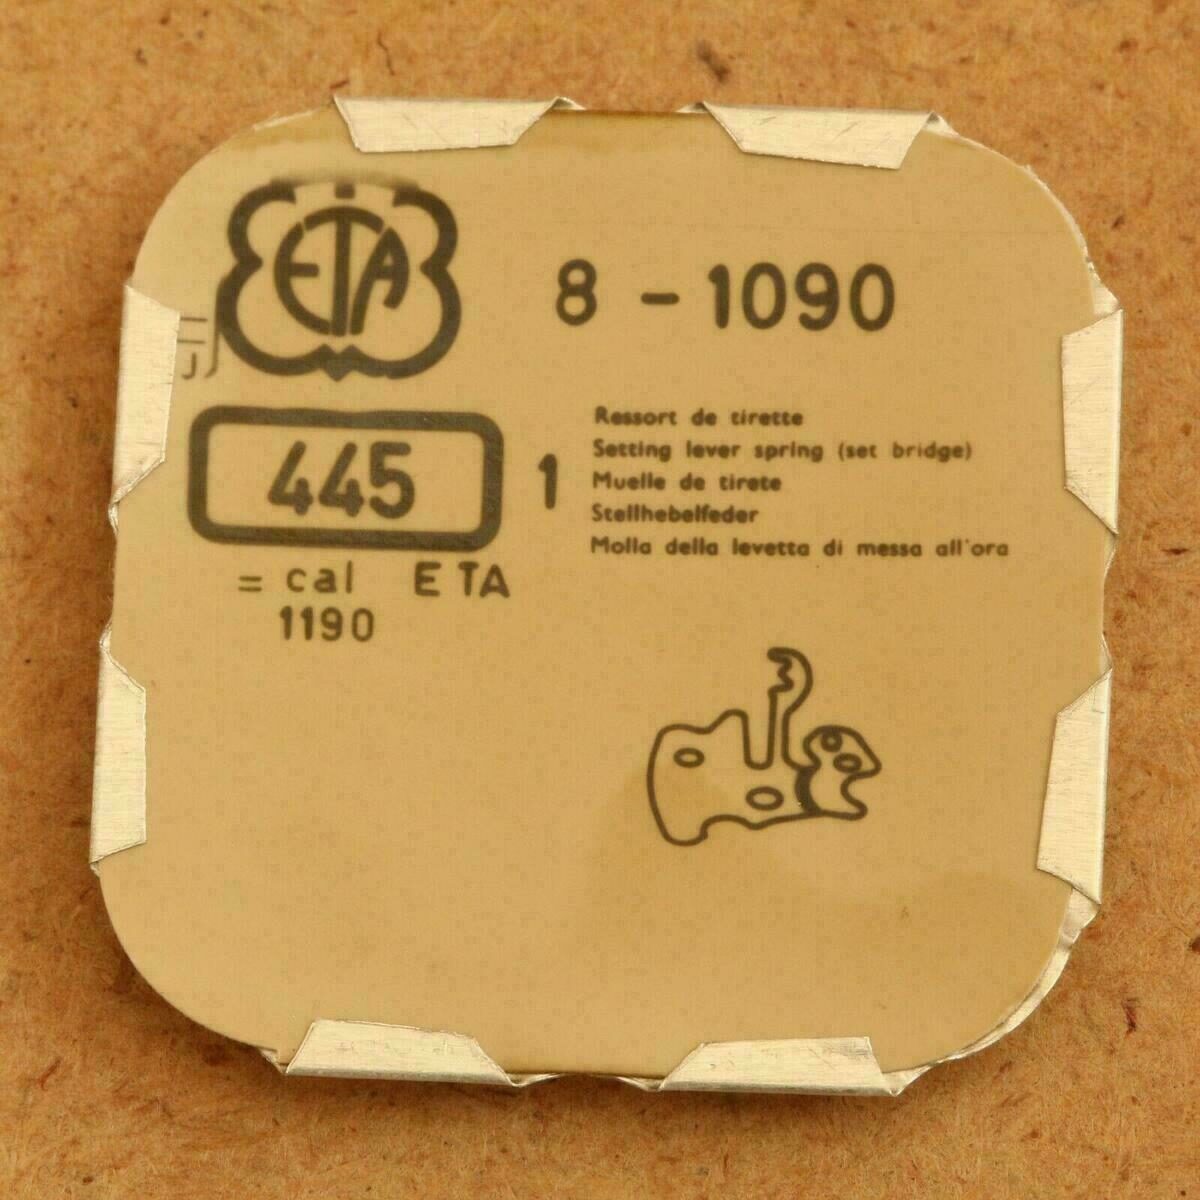 ETA
8 - 1090
445
1
Ressort de tirette
Setting lever spring (set bridge)
Muelle de tirete
Stellhebelfeder
Molla della levetta di messa all'ora
= cal ETA
1190